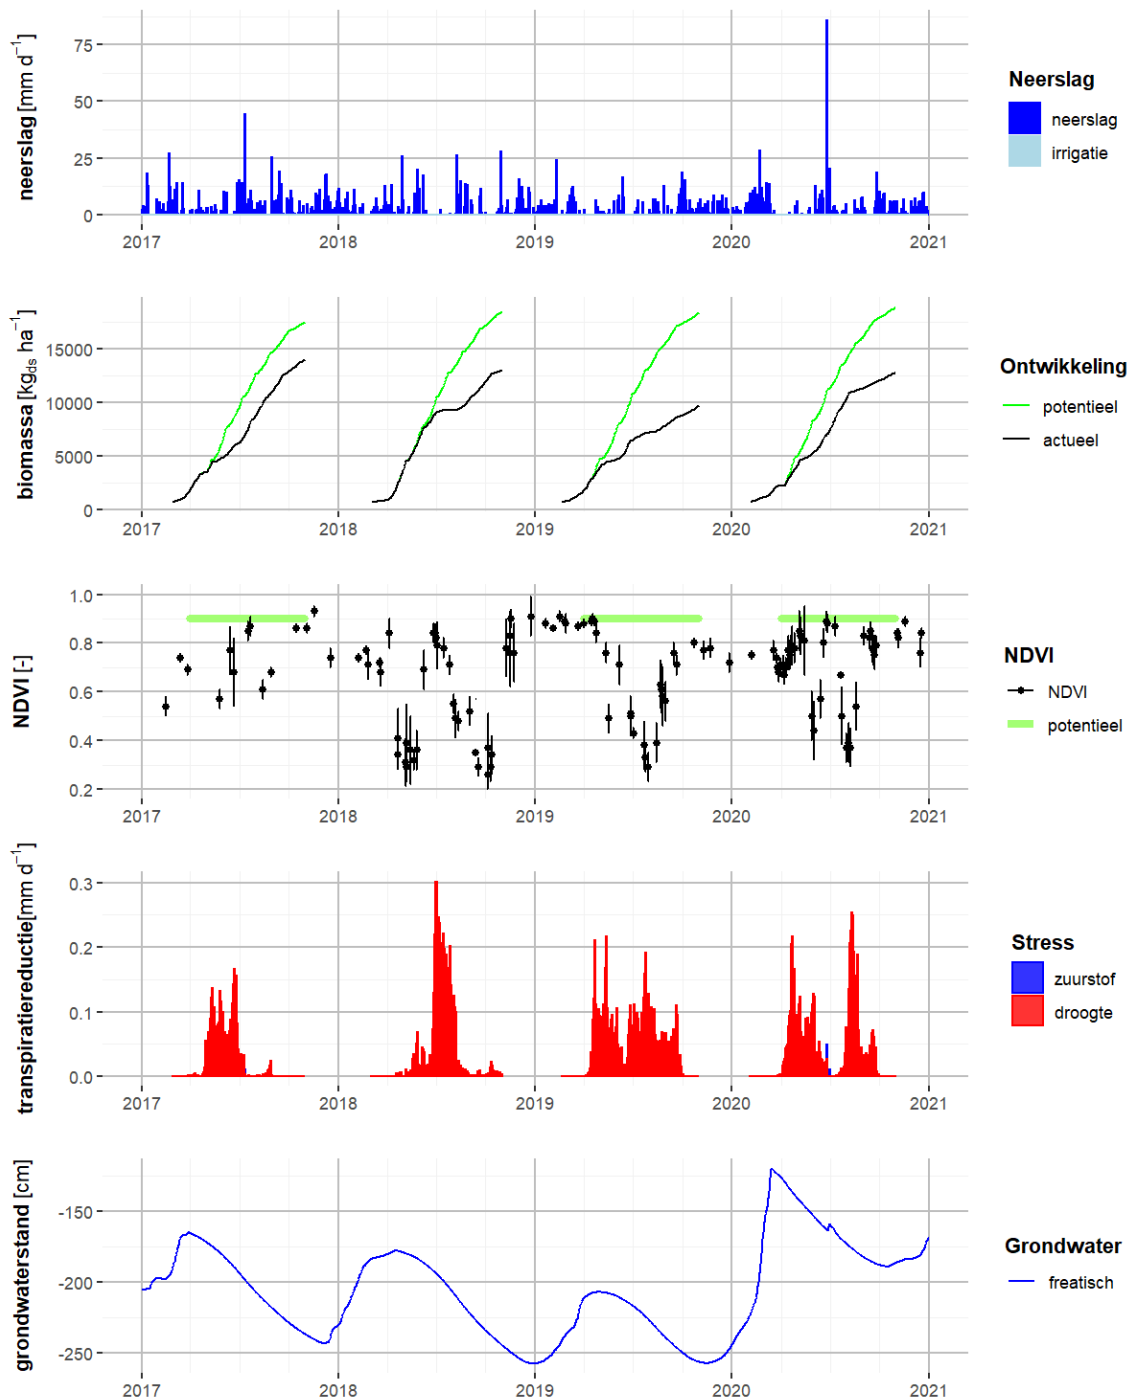 neerslag [mm d⁻¹]
75
50
25
0
2017
2018
2019
2020
2021
Neerslag
neerslag
irrigatie
biomassa [kg_ds ha⁻¹]
15000
10000
5000
0
2017
2018
2019
2020
2021
Ontwikkeling
potentieel
actueel
NDVI [-]
1.0
0.8
0.6
0.4
0.2
2017
2018
2019
2020
2021
NDVI
NDVI
potentieel
transpiratiereductie[mm d⁻¹]
0.3
0.2
0.1
0.0
2017
2018
2019
2020
2021
Stress
zuurstof
droogte
grondwaterstand [cm]
-150
-200
-250
2017
2018
2019
2020
2021
Grondwater
freatisch